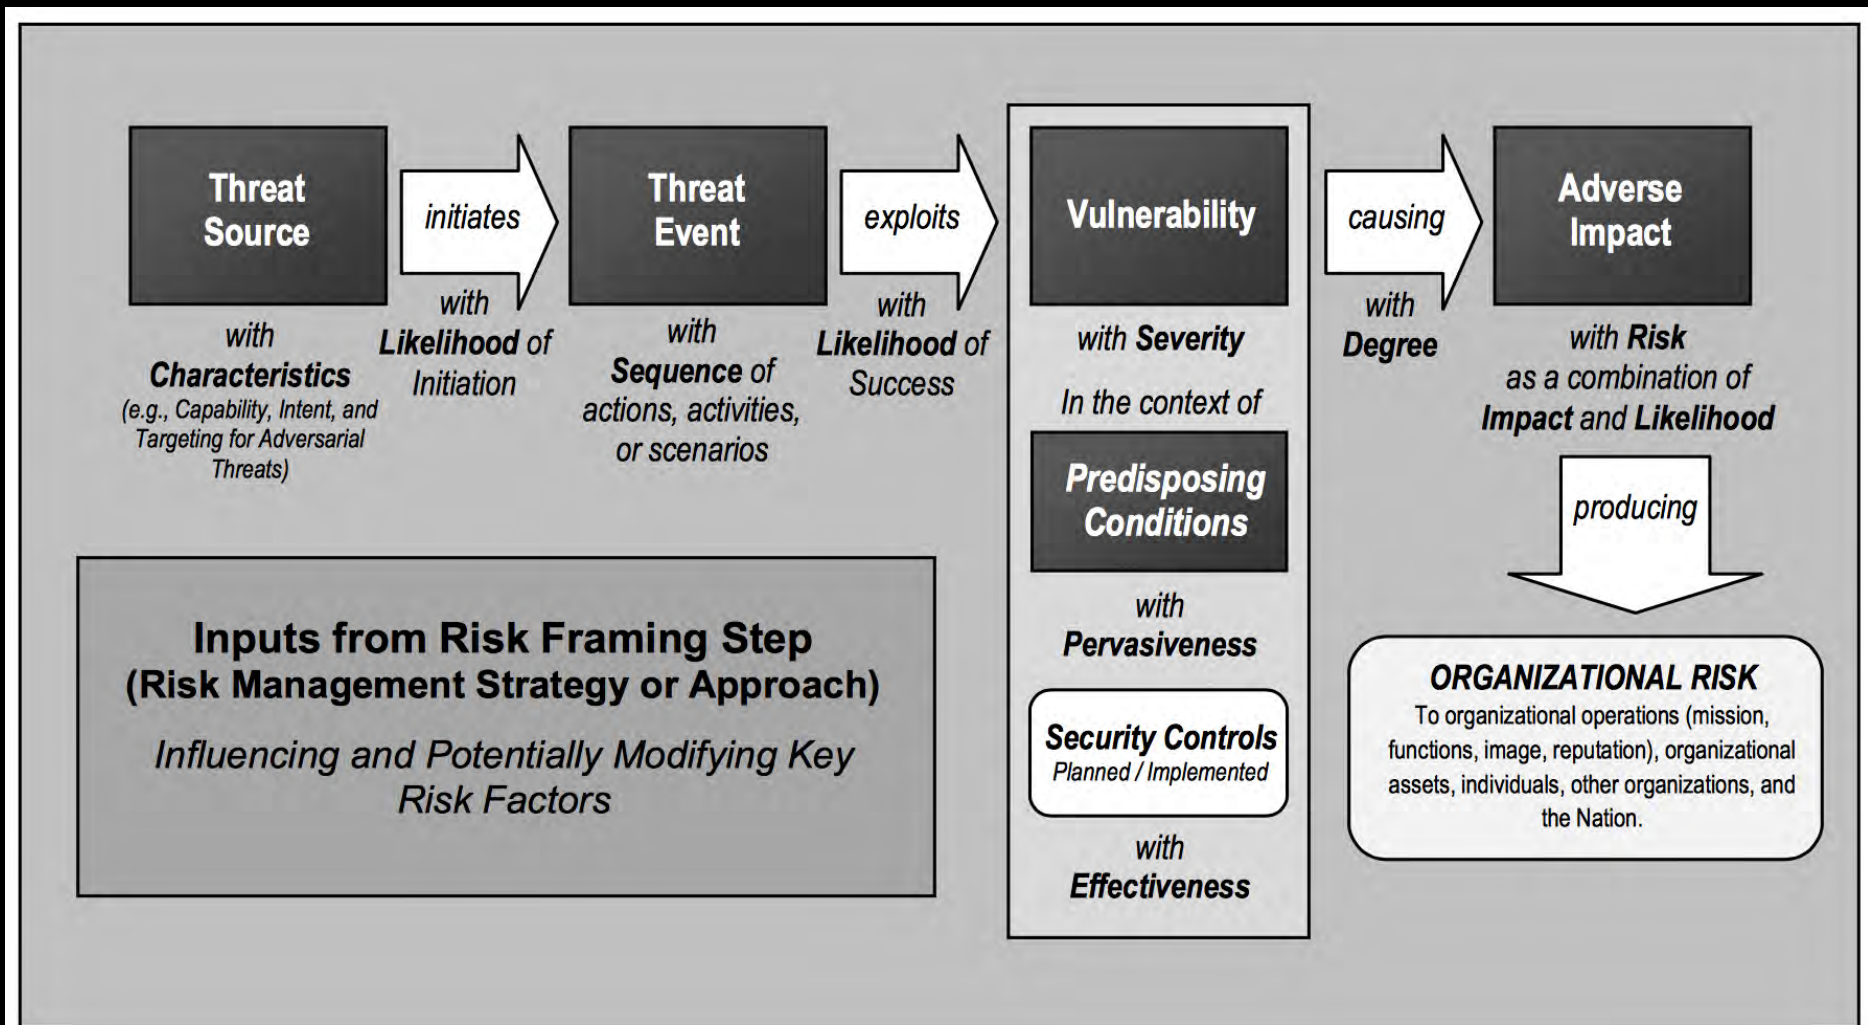 Threat
Source
initiates
Threat
Event
exploits
Vulnerability
causing
Adverse
Impact
with
Characteristics
(e.g., Capability, Intent, and
Targeting for Adversarial
Threats)
with
Likelihood of
Initiation
with
Sequence of
actions, activities,
or scenarios
with
Likelihood of
Success
with Severity
In the context of
Predisposing
Conditions
with
Pervasiveness
Security Controls
Planned / Implemented
with
Effectiveness
with
Degree
with Risk
as a combination of
Impact and Likelihood
producing
ORGANIZATIONAL RISK
To organizational operations (mission,
functions, image, reputation), organizational
assets, individuals, other organizations, and
the Nation.
Inputs from Risk Framing Step
(Risk Management Strategy or Approach)
Influencing and Potentially Modifying Key
Risk Factors